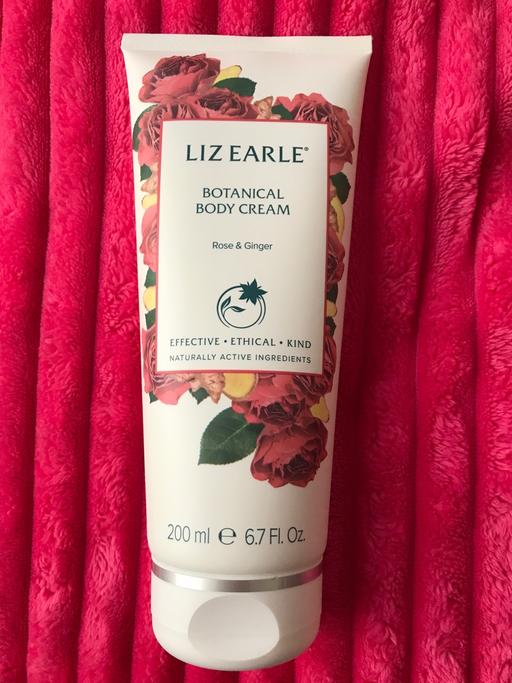 LIZ EARLE®
BOTANICAL
BODY CREAM
Rose & Ginger
EFFECTIVE • ETHICAL • KIND
NATURALLY ACTIVE INGREDIENTS
200 ml ℮ 6.7 Fl. Oz.